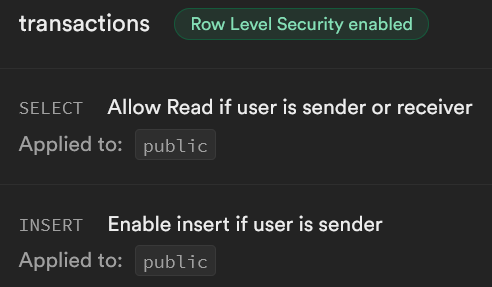 transactions Row Level Security enabled
SELECT Allow Read if user is sender or receiver
Applied to: public
INSERT Enable insert if user is sender
Applied to: public